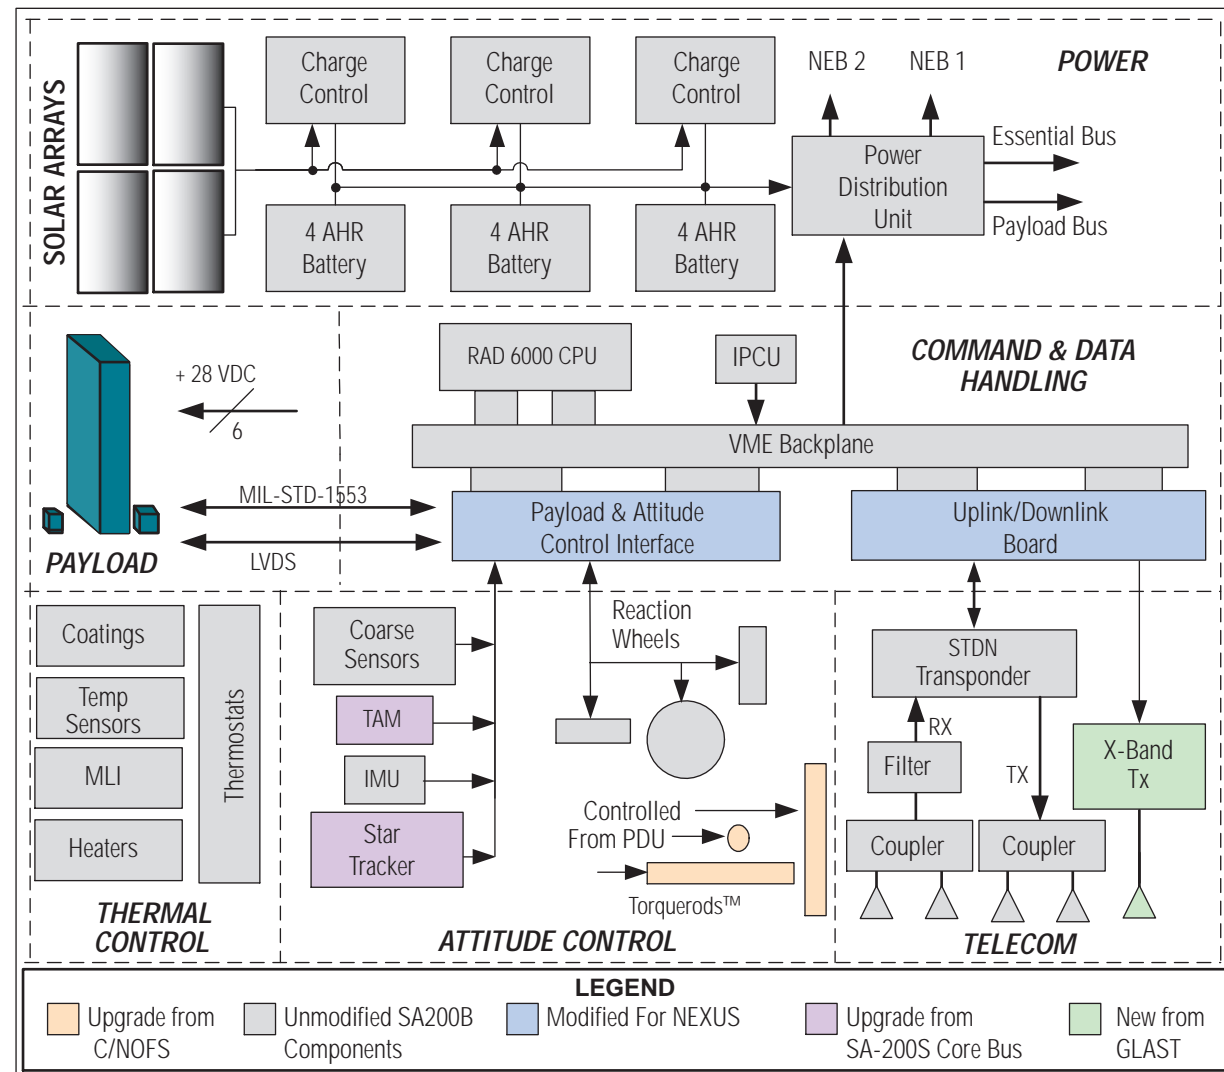 SOLAR ARRAYS
Charge
Control
Charge
Control
Charge
Control
NEB 2
NEB 1
POWER
Power
Distribution
Unit
Essential Bus
Payload Bus
4 AHR
Battery
4 AHR
Battery
4 AHR
Battery
+ 28 VDC
6
RAD 6000 CPU
IPCU
COMMAND & DATA
HANDLING
VME Backplane
MIL-STD-1553
LVDS
PAYLOAD
Payload & Attitude
Control Interface
Uplink/Downlink
Board
Coatings
Temp
Sensors
MLI
Heaters
Thermostats
THERMAL
CONTROL
Coarse
Sensors
TAM
IMU
Star
Tracker
Reaction
Wheels
Controlled
From PDU
Torquerods™
ATTITUDE CONTROL
STDN
Transponder
RX
Filter
TX
X-Band
Tx
Coupler
Coupler
TELECOM
LEGEND
Upgrade from
C/NOFS
Unmodified SA200B
Components
Modified For NEXUS
Upgrade from
SA-200S Core Bus
New from
GLAST